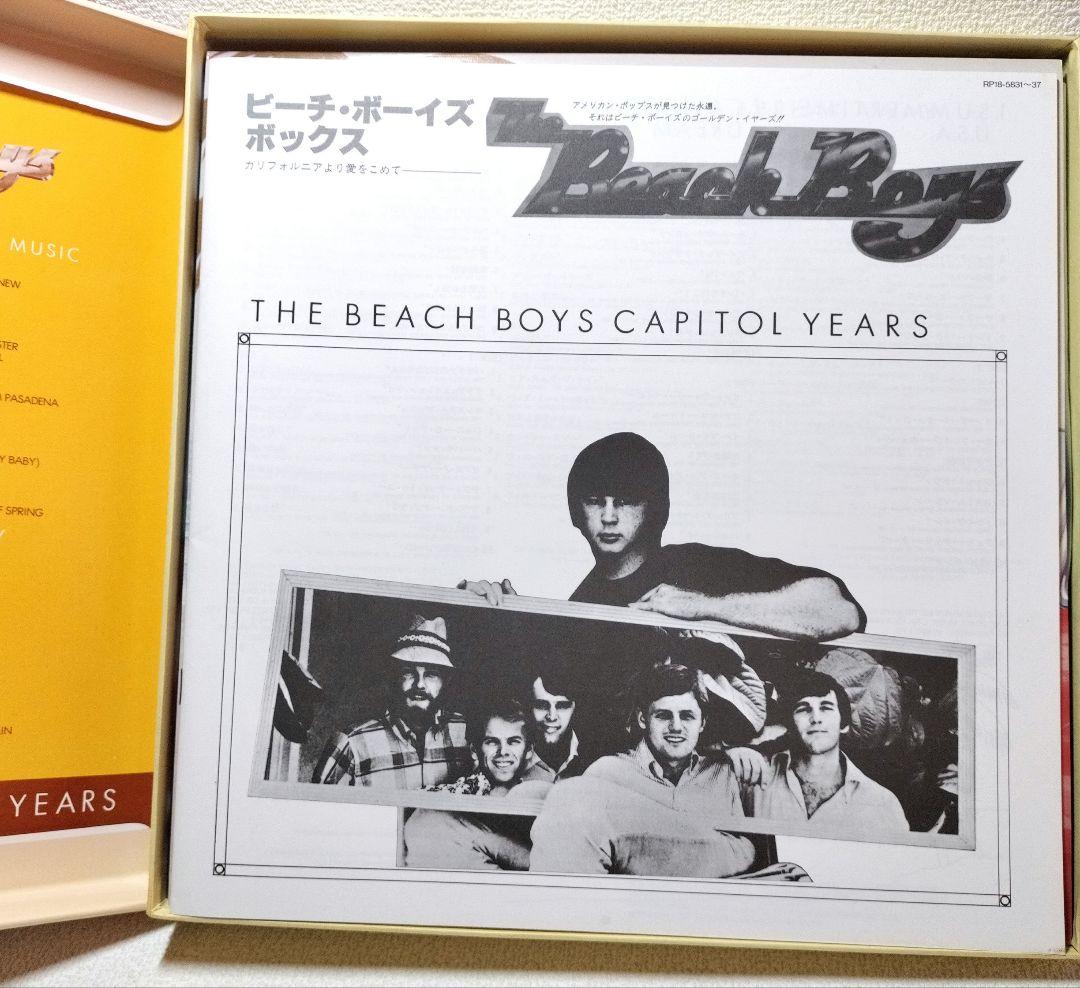 MUSIC
NEW
PASADENA
Y BABY)
SPRING
YEARS
RP18-5831〜37
ビーチ・ボーイズ
ボックス
カリフォルニアより愛をこめて
アメリカン・ポップスが見つけた永遠。
それはビーチ・ボーイズのゴールデン・イヤーズ!!
The
Beach Boys
THE BEACH BOYS CAPITOL YEARS